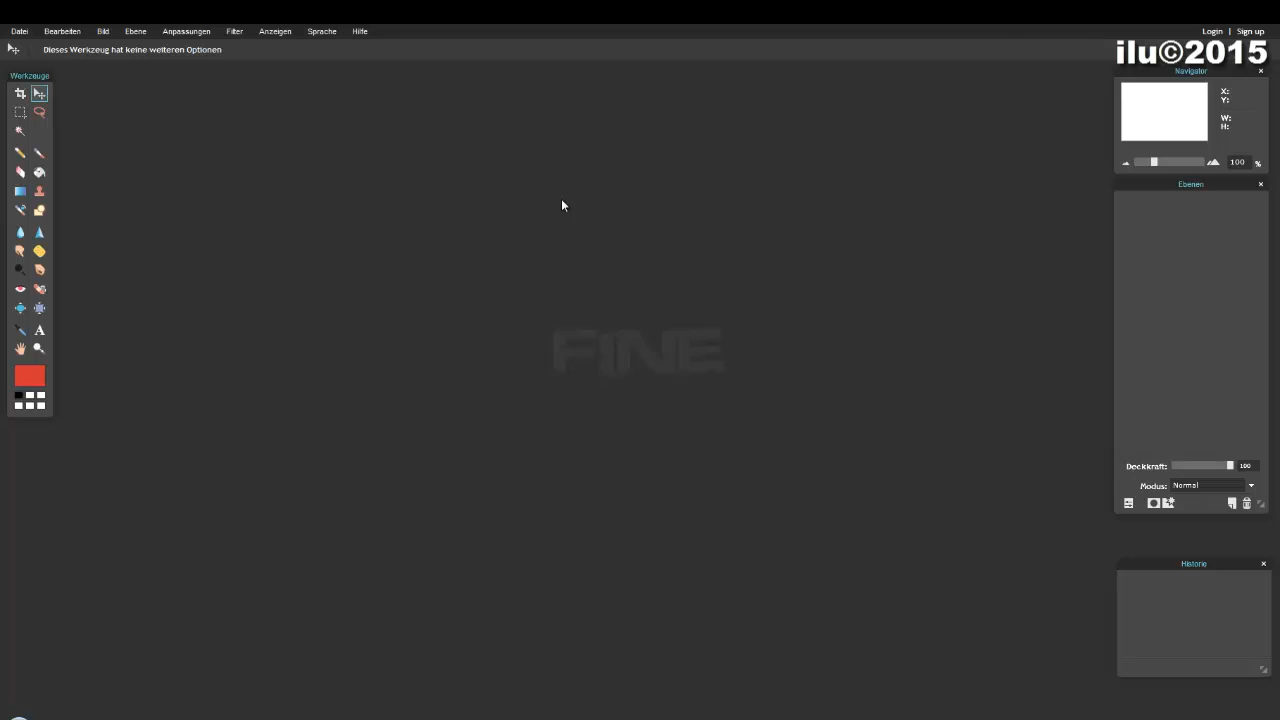 Datei Bearbeiten Bild Ebene Anpassungen Filter Anzeigen Sprache Hilfe Login | Sign up
Dieses Werkzeug hat keine weiteren Optionen
ilu©2015
Werkzeuge
Navigator
X:
Y:
W:
H:
100 %
Ebenen
A
FINE
Deckkraft: 100
Modus: Normal
Historie